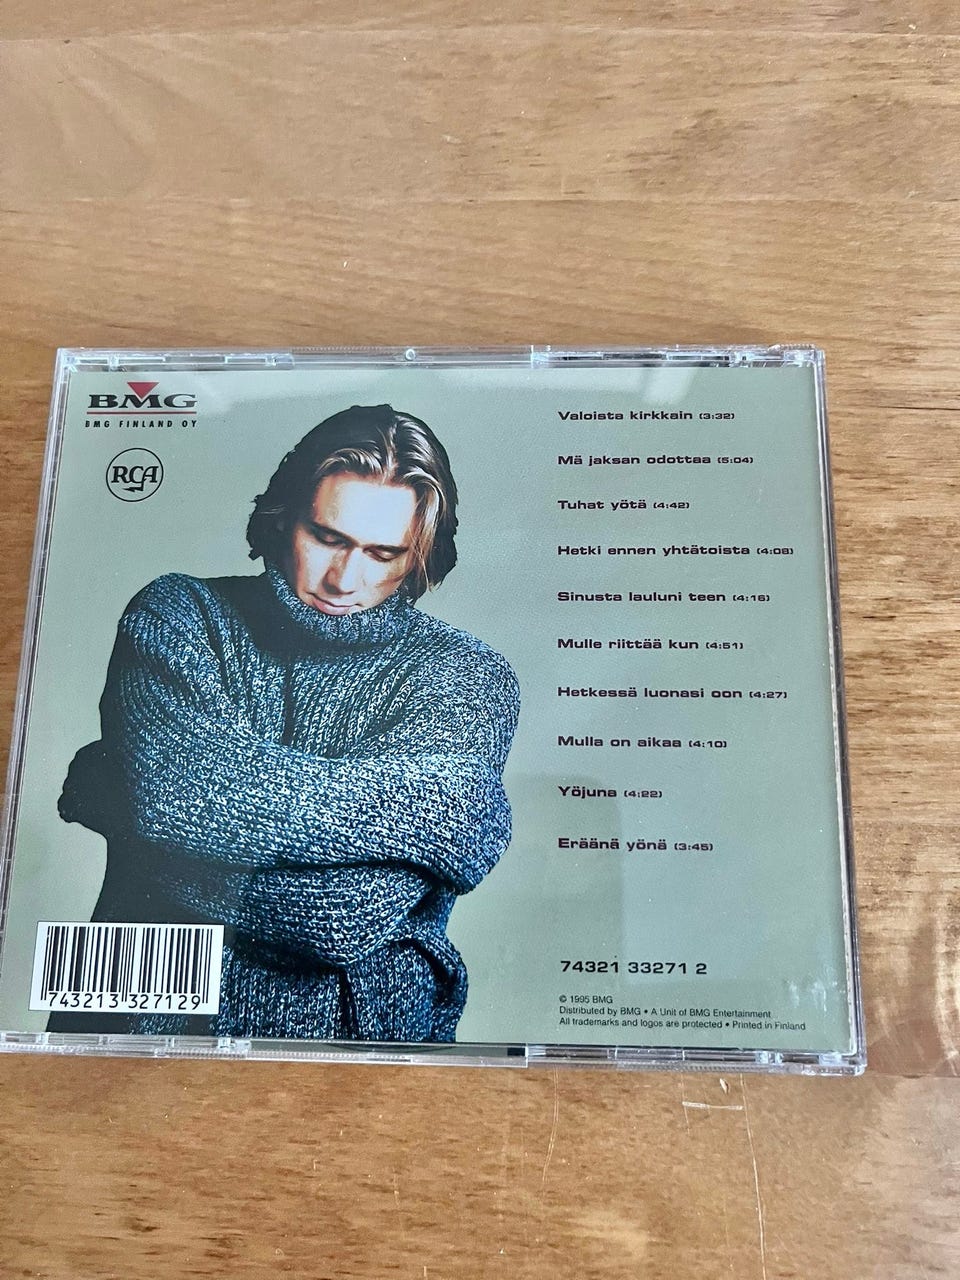 BMG
BMG FINLAND OY
RCA
Valoista kirkkain (3:32)
Mä jaksan odottaa (5:04)
Tuhat yötä (4:42)
Hetki ennen yhtätoista (4:08)
Sinusta lauluni teen (4:16)
Mulle riittää kun (4:51)
Hetkessä luonasi oon (4:27)
Mulla on aikaa (4:10)
Yöjuna (4:22)
Eräänä yönä (3:45)
74321 33271 2
© 1995 BMG
Distributed by BMG • A Unit of BMG Entertainment
All trademarks and logos are protected • Printed in Finland
743213 327129